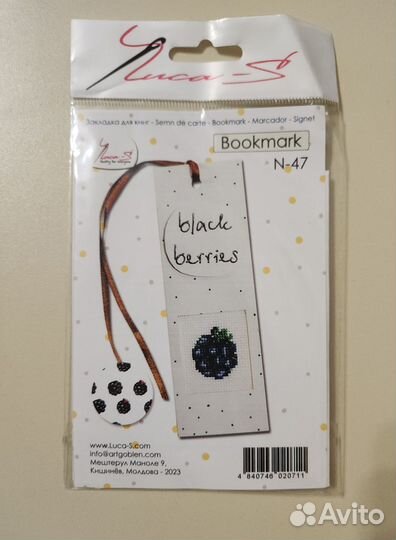 Luca-S
Закладка для книг - Semn de carte - Bookmark - Marcador - Signet
Luca-S
Bookmark
N-47
black
berries
www.Luca-S.com
info@artgoblen.com
Мештерул Маноле 9,
Кишинёв, Молдова - 2023
4 840746 020711
Avito